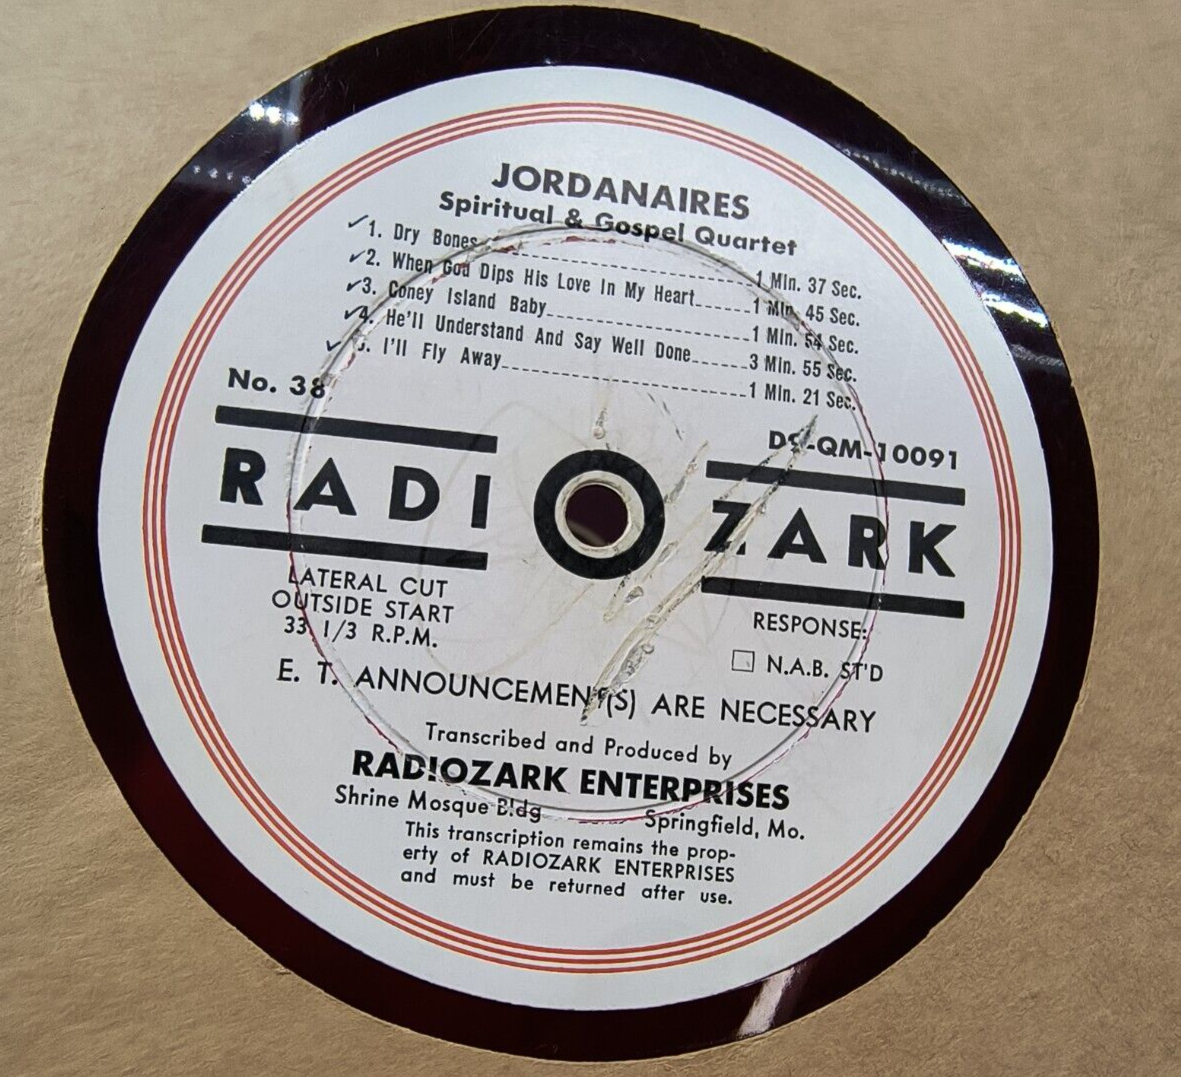 JORDANAIRES
Spiritual & Gospel Quartet
✓1. Dry Bones 1 Min. 37 Sec.
✓2. When God Dips His Love In My Heart 1 Min. 45 Sec.
✓3. Coney Island Baby 1 Min. 54 Sec.
✓4. He'll Understand And Say Well Done 3 Min. 55 Sec.
✓5. I'll Fly Away 1 Min. 21 Sec.
No. 38
D9-QM-10091
RADIOZARK
LATERAL CUT
OUTSIDE START
33 1/3 R.P.M.
RESPONSE:
☐ N.A.B. ST'D
E. T. ANNOUNCEMENT(S) ARE NECESSARY
Transcribed and Produced by
RADIOZARK ENTERPRISES
Shrine Mosque Bldg Springfield, Mo.
This transcription remains the prop-
erty of RADIOZARK ENTERPRISES
and must be returned after use.